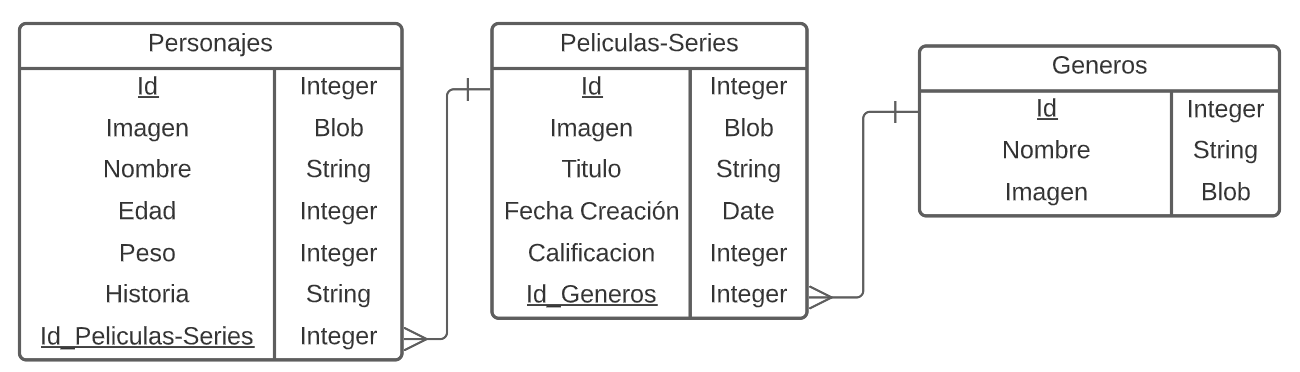 Personajes
Id Integer
Imagen Blob
Nombre String
Edad Integer
Peso Integer
Historia String
Id_Peliculas-Series Integer
Peliculas-Series
Id Integer
Imagen Blob
Titulo String
Fecha Creación Date
Calificacion Integer
Id_Generos Integer
Generos
Id Integer
Nombre String
Imagen Blob